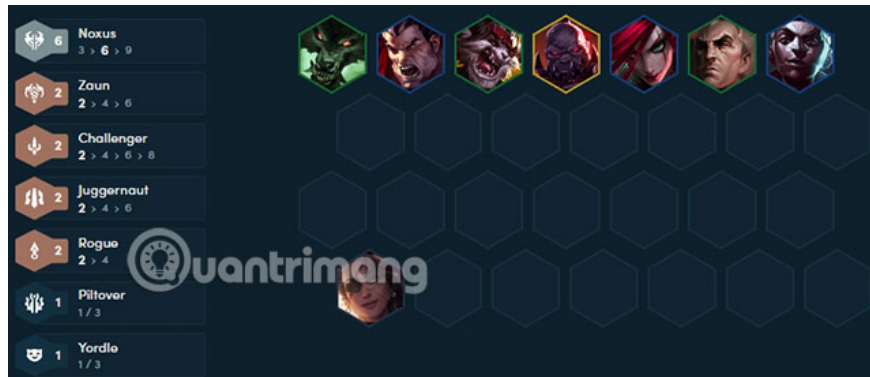 6 Noxus
3 > 6 > 9
2 Zaun
2 > 4 > 6
2 Challenger
2 > 4 > 6 > 8
2 Juggernaut
2 > 4 > 6
2 Rogue
2 > 4
Quantrimang
1 Piltover
1 / 3
1 Yordle
1 / 3